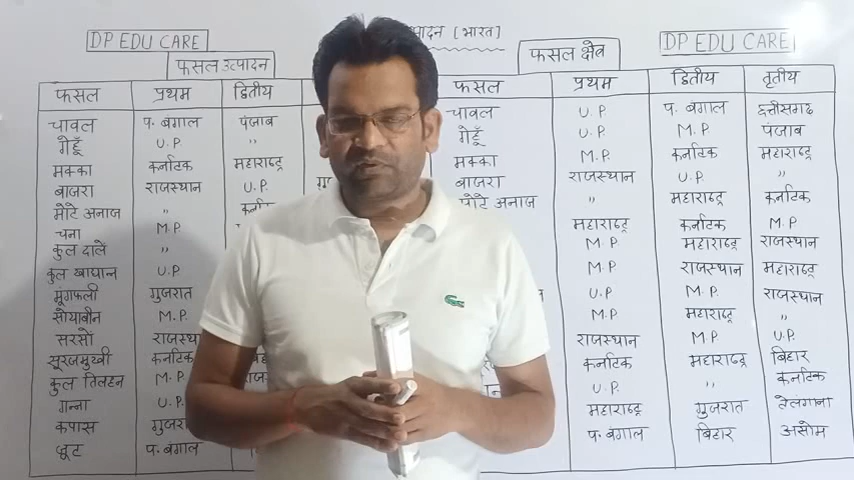 DP EDU CARE त्पादन [भारत] DP EDU CARE
फसल उत्पादन फसल क्षेत्र
फसल प्रथम द्वितीय फसल प्रथम द्वितीय तृतीय
चावल प. बंगाल पंजाब चावल U.P. प. बंगाल छत्तीसगढ़
गेहूँ U.P. " गेहूँ U.P. M.P. पंजाब
मक्का कर्नाटक महाराष्ट्र मक्का M.P. कर्नाटक महाराष्ट्र
बाजरा राजस्थान U.P. बाजरा राजस्थान U.P. "
मोटे अनाज " मोटे अनाज " महाराष्ट्र कर्नाटक
चना M.P महाराष्ट्र कर्नाटक M.P
कुल दालें " M.P. महाराष्ट्र राजस्थान
कुल खाद्यान U.P M.P राजस्थान महाराष्ट्र
मूंगफली गुजरात U.P M.P. राजस्थान
सोयाबीन M.P. M.P. महाराष्ट्र "
सरसों राजस्था राजस्थान M.P U.P.
सूरजमुखी कर्नाटक कर्नाटक महाराष्ट्र बिहार
कुल तिलहन M.P. U.P. " कर्नाटक
गन्ना U.P. महाराष्ट्र गुजरात तेलंगाना
कपास गुजरा प. बंगाल बिहार असोम
जूट प. बंगाल